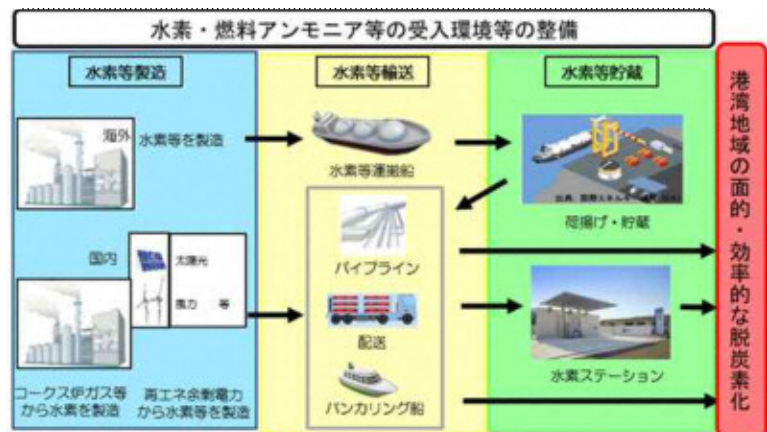 水素・燃料アンモニア等の受入環境等の整備
水素等製造
水素等輸送
水素等貯蔵
海外
水素等を製造
水素等運搬船
荷揚げ・貯蔵
国内
太陽光
風力 等
パイプライン
配送
バンカリング船
水素ステーション
コークス炉ガス等
から水素を製造
再エネ余剰電力
から水素等を製造
港湾地域の面的・効率的な脱炭素化